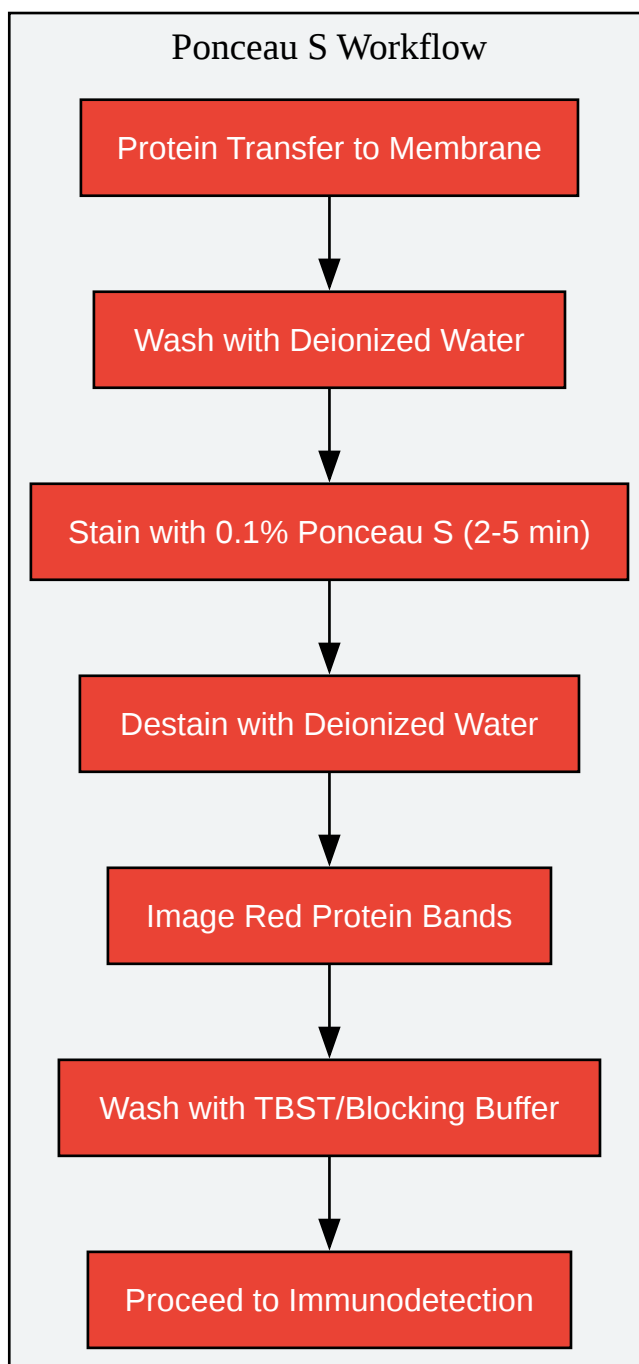 Ponceau S Workflow
Protein Transfer to Membrane
Wash with Deionized Water
Stain with 0.1% Ponceau S (2-5 min)
Destain with Deionized Water
Image Red Protein Bands
Wash with TBST/Blocking Buffer
Proceed to Immunodetection